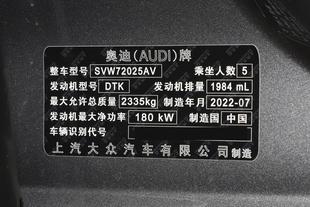 奥迪(AUDI)牌
整车型号 SVW72025AV 乘坐人数 5
发动机型号 DTK 发动机排量 1984 mL
最大允许总质量 2335kg 制造年月 2022-07
发动机最大净功率 180 kW 制造国 中国
车辆识别代号
上汽大众汽车有限公司 制造